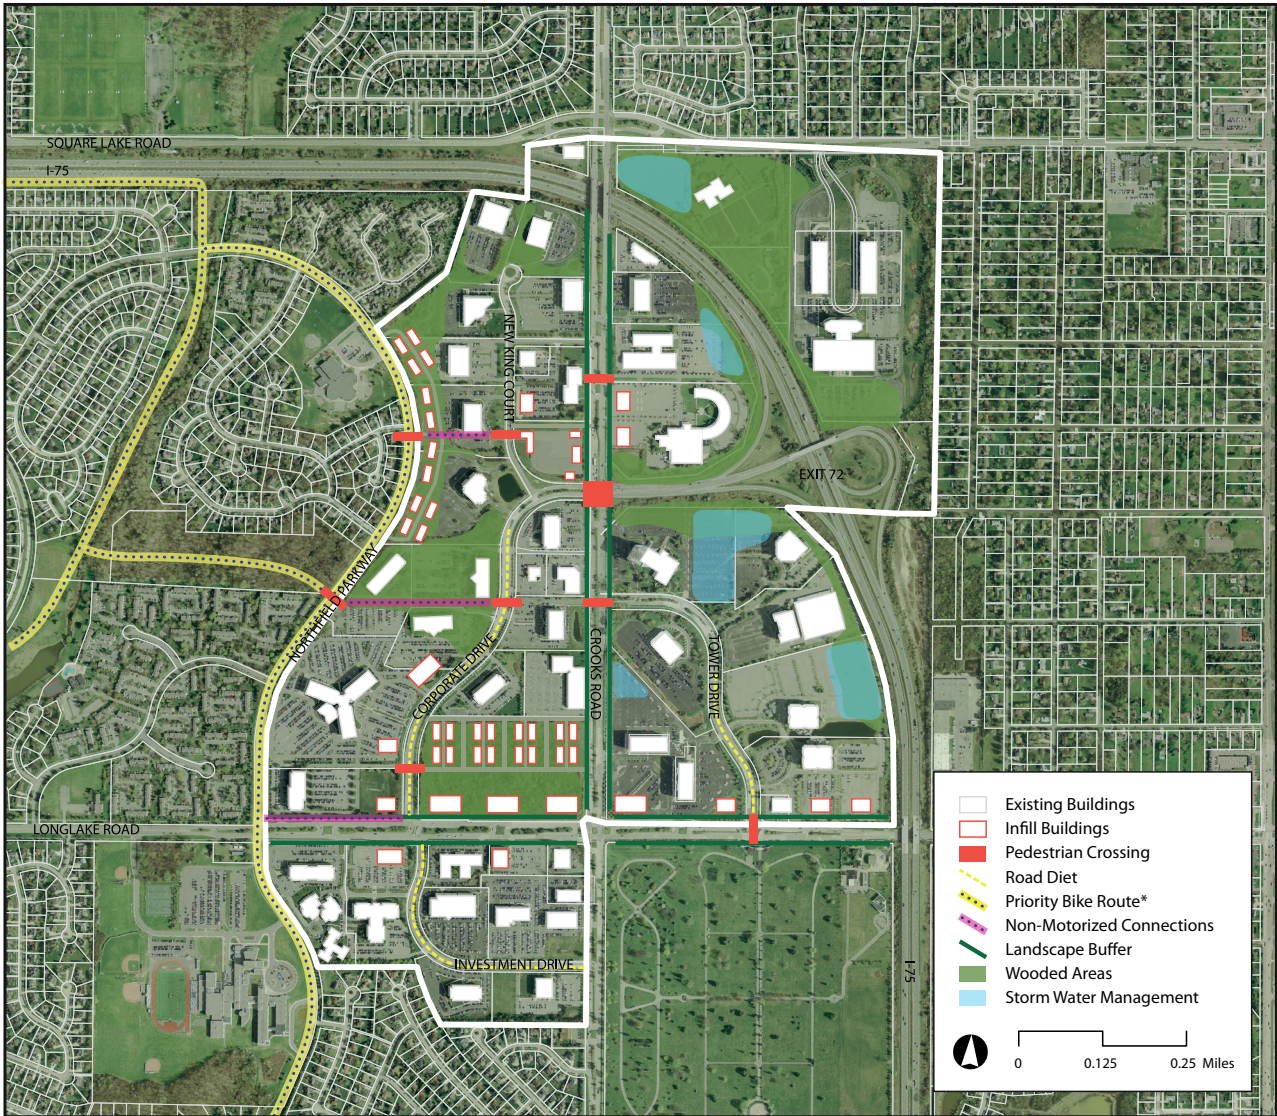 SQUARE LAKE ROAD
I-75
NEW KING COURT
EXIT 72
NORTHFIELD PARKWAY
CORPORATE DRIVE
CROOKS ROAD
TOWER DRIVE
LONGLAKE ROAD
INVESTMENT DRIVE
I-75
Existing Buildings
Infill Buildings
Pedestrian Crossing
Road Diet
Priority Bike Route*
Non-Motorized Connections
Landscape Buffer
Wooded Areas
Storm Water Management
0 0.125 0.25 Miles